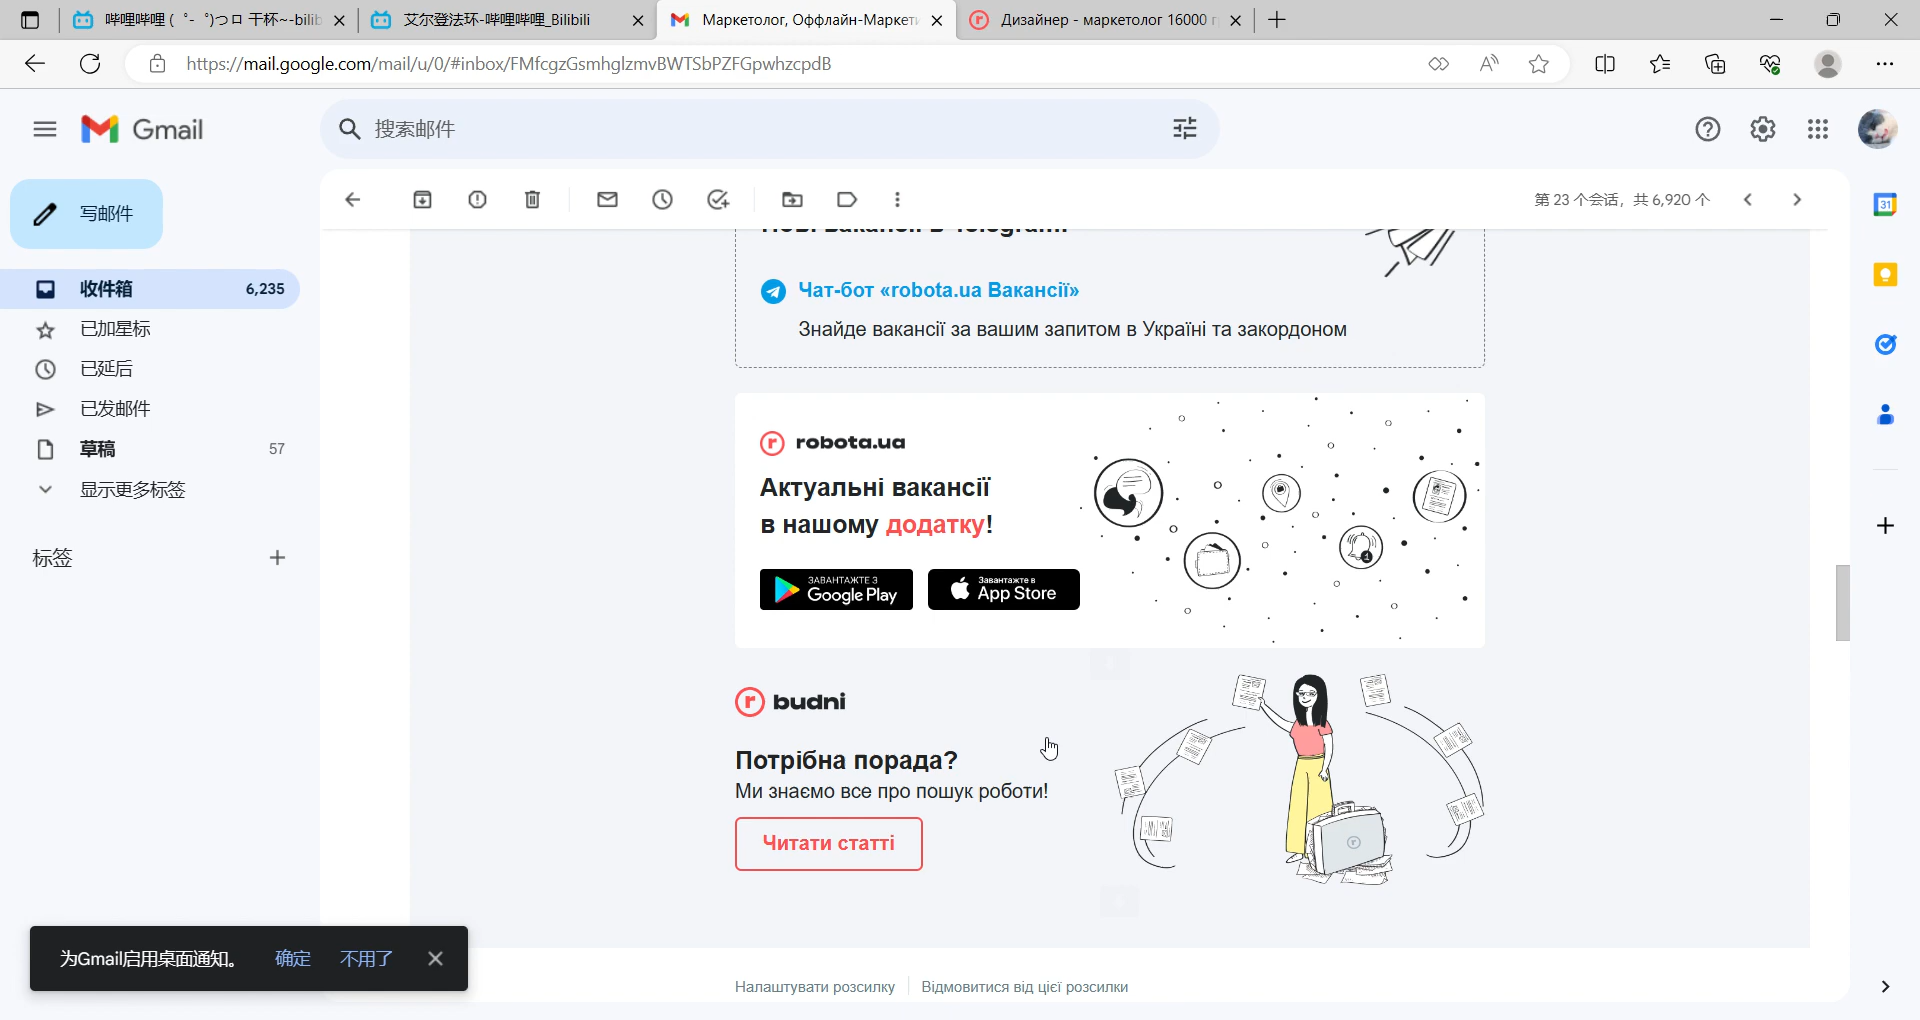 哔哩哔哩 ( ゜- ゜)つロ 干杯~-bilib
艾尔登法环-哔哩哔哩_Bilibili
Маркетолог, Оффлайн-Маркет
Дизайнер - маркетолог 16000 г
https://mail.google.com/mail/u/0/#inbox/FMfcgzGsmhglzmvBWTSbPZFGpwhzcpdB
Gmail
搜索邮件
写邮件
第 23 个会话，共 6,920 个
收件箱 6,235
已加星标
已延后
已发邮件
草稿 57
显示更多标签
标签
Нові вакансії в Telegram!
Чат-бот «robota.ua Вакансії»
Знайде вакансії за вашим запитом в Україні та закордоном
robota.ua
Актуальні вакансії
в нашому додатку!
ЗАВАНТАЖТЕ З
Google Play
Завантажте в
App Store
budni
Потрібна порада?
Ми знаємо все про пошук роботи!
Читати статті
为Gmail启用桌面通知。 确定 不用了
Налаштувати розсилку
Відмовитися від цієї розсилки